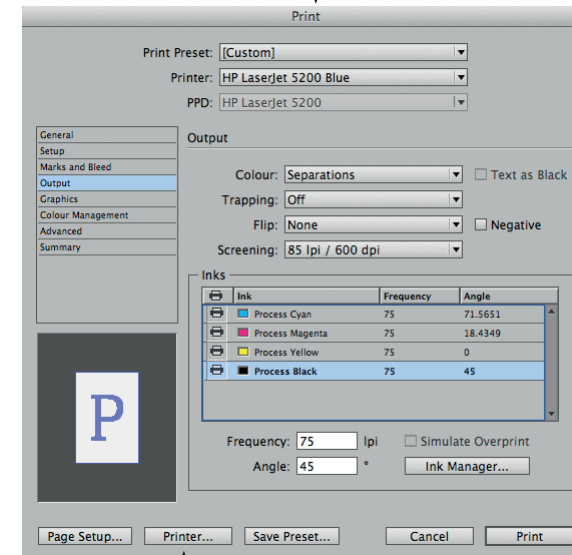 Print
Print Preset: [Custom]
Printer: HP LaserJet 5200 Blue
PPD: HP LaserJet 5200
General
Setup
Marks and Bleed
Output
Graphics
Colour Management
Advanced
Summary
Output
Colour: Separations Text as Black
Trapping: Off
Flip: None Negative
Screening: 85 lpi / 600 dpi
Inks
Ink Frequency Angle
Process Cyan 75 71.5651
Process Magenta 75 18.4349
Process Yellow 75 0
Process Black 75 45
Frequency: 75 lpi Simulate Overprint
Angle: 45 ° Ink Manager...
P
Page Setup... Printer... Save Preset... Cancel Print